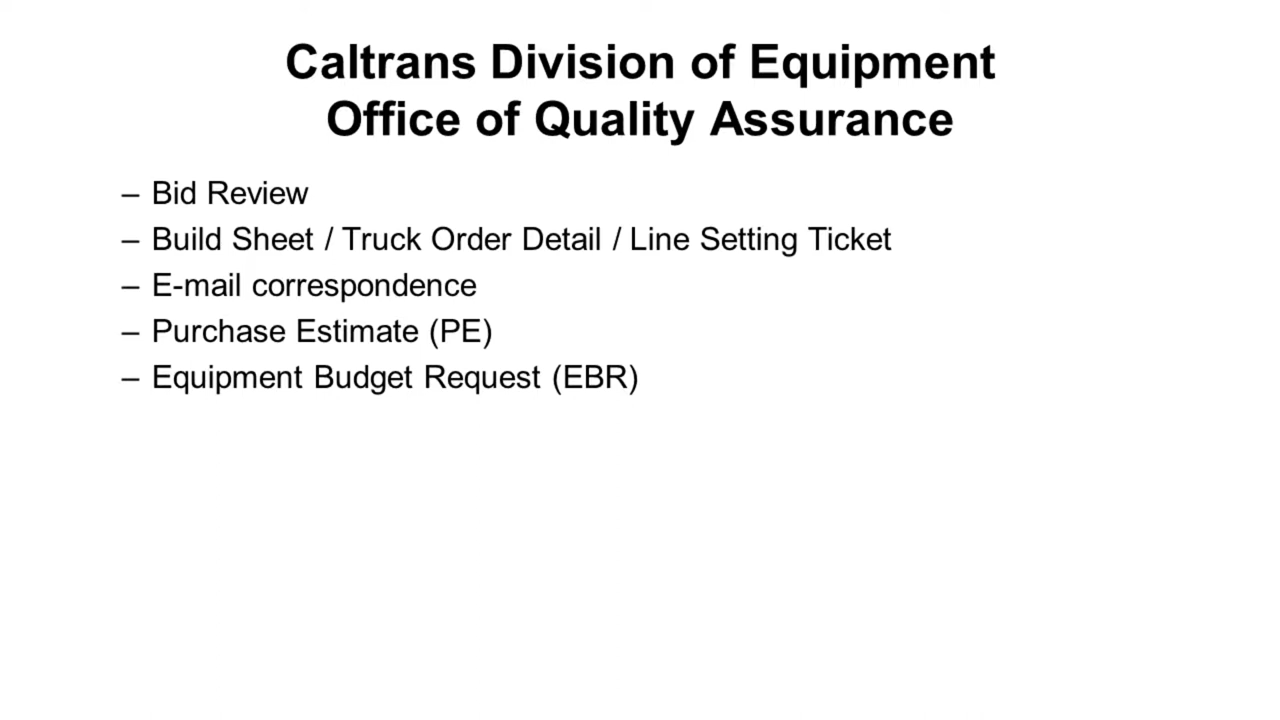 Caltrans Division of Equipment
Office of Quality Assurance
– Bid Review
– Build Sheet / Truck Order Detail / Line Setting Ticket
– E-mail correspondence
– Purchase Estimate (PE)
– Equipment Budget Request (EBR)